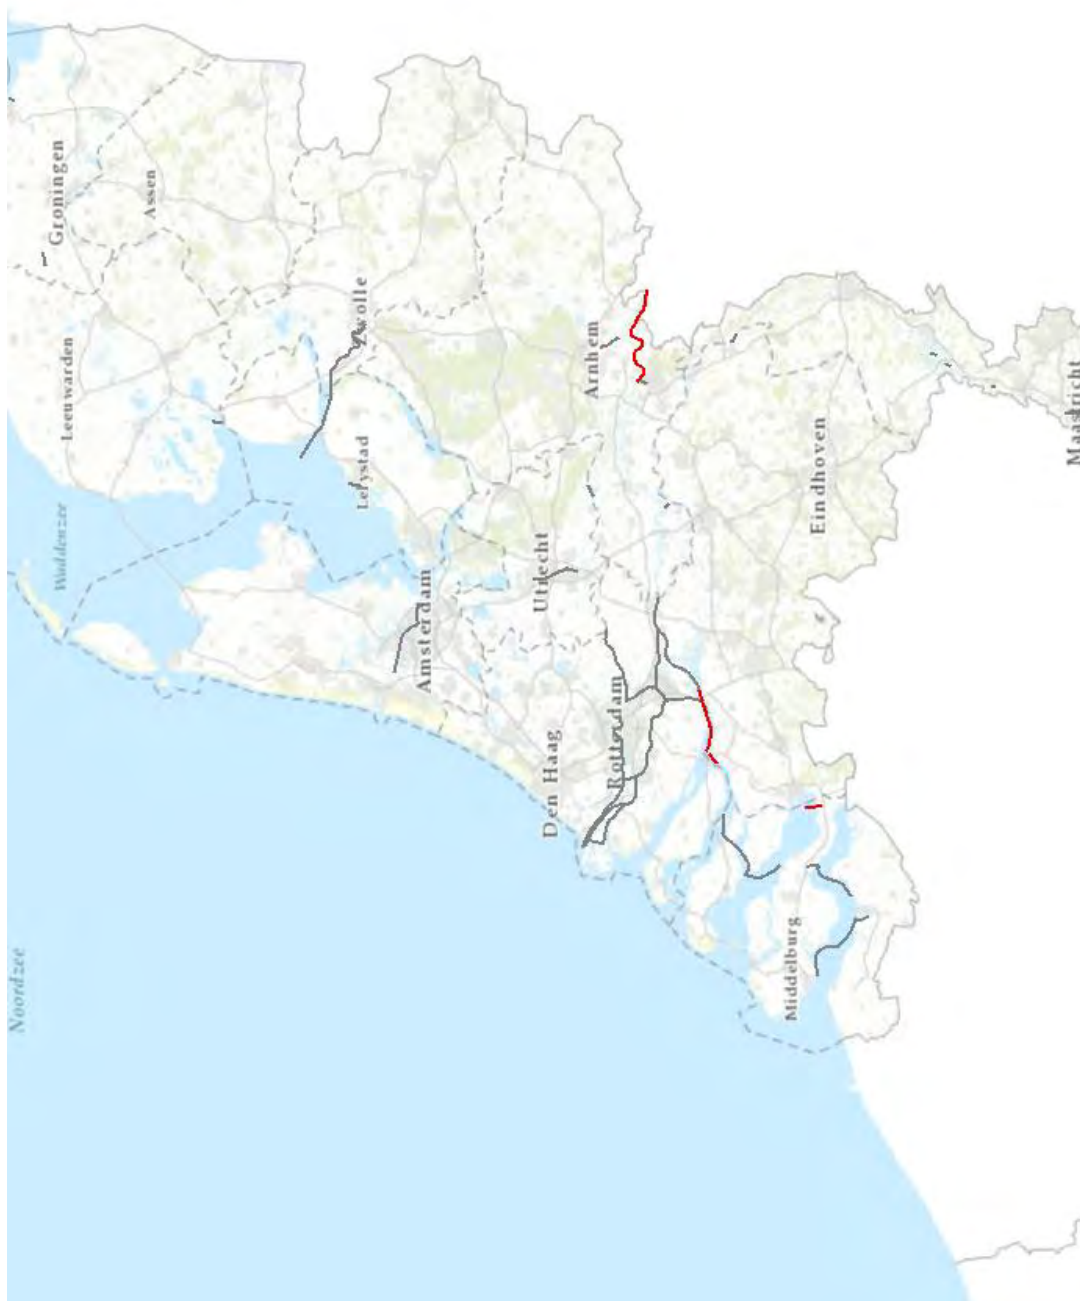 Groningen
Assen
Leeuwarden
Zwolle
Waddenzee
Lelystad
Arnhem
Amsterdam
Utrecht
Eindhoven
Maastricht
Den Haag
Rotterdam
Noordzee
Middelburg